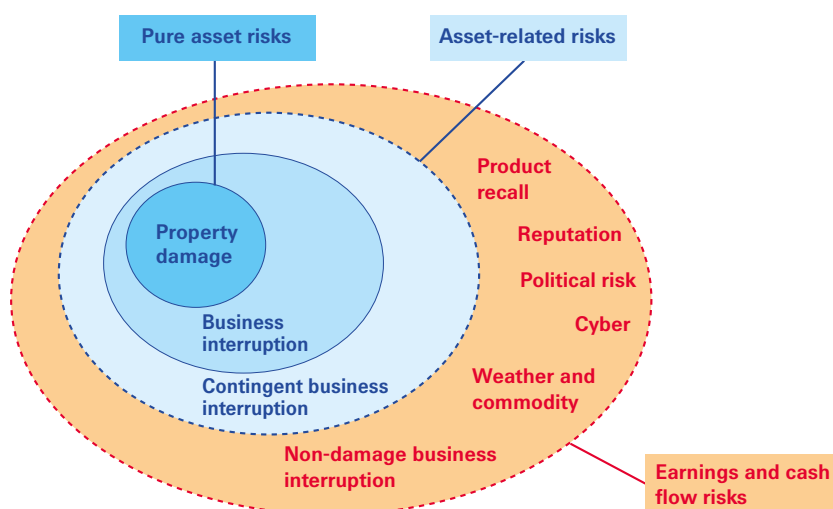 Pure asset risks
Asset-related risks
Product
recall
Property
damage
Reputation
Political risk
Cyber
Business
interruption
Weather and
commodity
Contingent business
interruption
Non-damage business
interruption
Earnings and cash
flow risks